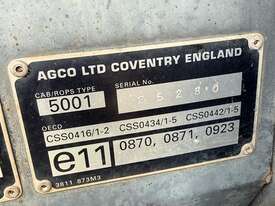 AGCO LTD COVENTRY ENGLAND
CAB/ROPS TYPE
SERIAL No.
5001
OECD
CSS0416/1-2 CSS0434/1-5 CSS0442/1-5
e11 0870, 0871, 0923
3811 873M3